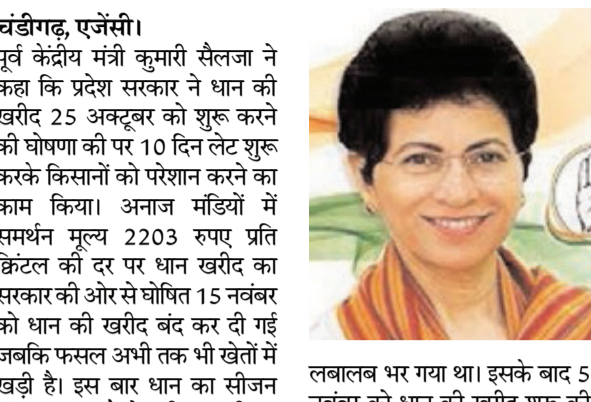 चंडीगढ़, एजेंसी।
पूर्व केंद्रीय मंत्री कुमारी सैलजा ने
कहा कि प्रदेश सरकार ने धान की
खरीद 25 अक्टूबर को शुरू करने
की घोषणा की पर 10 दिन लेट शुरू
करके किसानों को परेशान करने का
काम किया। अनाज मंडियों में
समर्थन मूल्य 2203 रुपए प्रति
क्विंटल की दर पर धान खरीद का
सरकार की ओर से घोषित 15 नवंबर
को धान की खरीद बंद कर दी गई
जबकि फसल अभी तक भी खेतों में
खड़ी है। इस बार धान का सीजन
लबालब भर गया था। इसके बाद 5